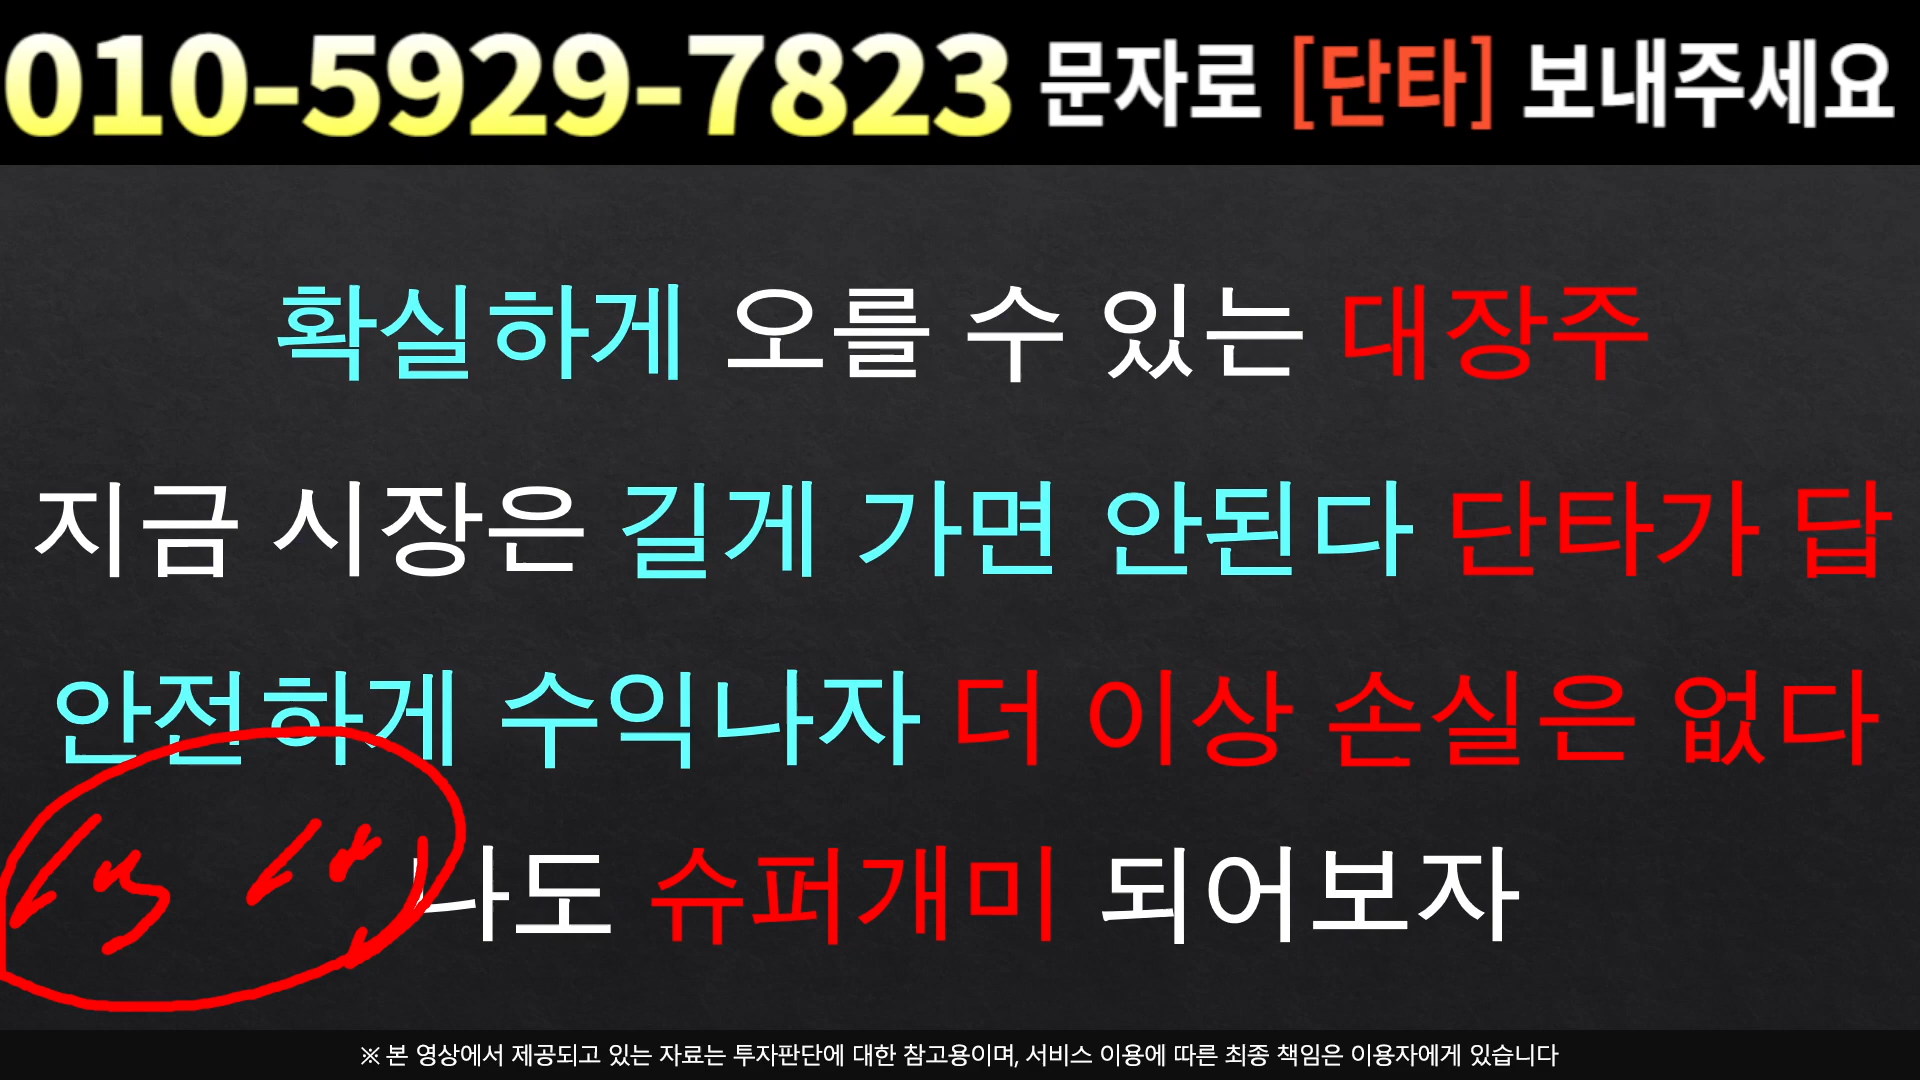 010-5929-7823 문자로 [단타] 보내주세요
확실하게 오를 수 있는 대장주
지금 시장은 길게 가면 안된다 단타가 답
안전하게 수익나자 더 이상 손실은 없다
나도 슈퍼개미 되어보자
※ 본 영상에서 제공되고 있는 자료는 투자판단에 대한 참고용이며, 서비스 이용에 따른 최종 책임은 이용자에게 있습니다